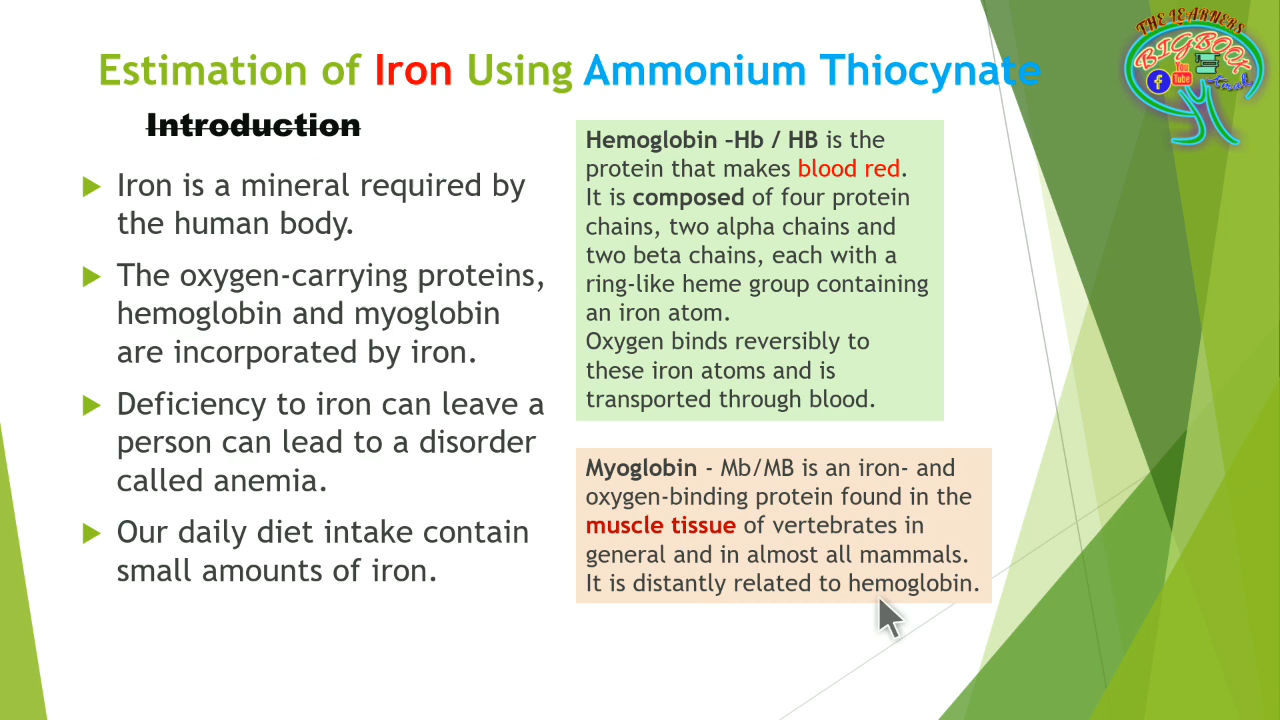 Estimation of Iron Using Ammonium Thiocynate
Introduction
Iron is a mineral required by
the human body.
The oxygen-carrying proteins,
hemoglobin and myoglobin
are incorporated by iron.
Deficiency to iron can leave a
person can lead to a disorder
called anemia.
Our daily diet intake contain
small amounts of iron.
Hemoglobin –Hb / HB is the
protein that makes blood red.
It is composed of four protein
chains, two alpha chains and
two beta chains, each with a
ring-like heme group containing
an iron atom.
Oxygen binds reversibly to
these iron atoms and is
transported through blood.
Myoglobin - Mb/MB is an iron- and
oxygen-binding protein found in the
muscle tissue of vertebrates in
general and in almost all mammals.
It is distantly related to hemoglobin.
THE LEARNERS
BIGBOOK
You
Tube
f